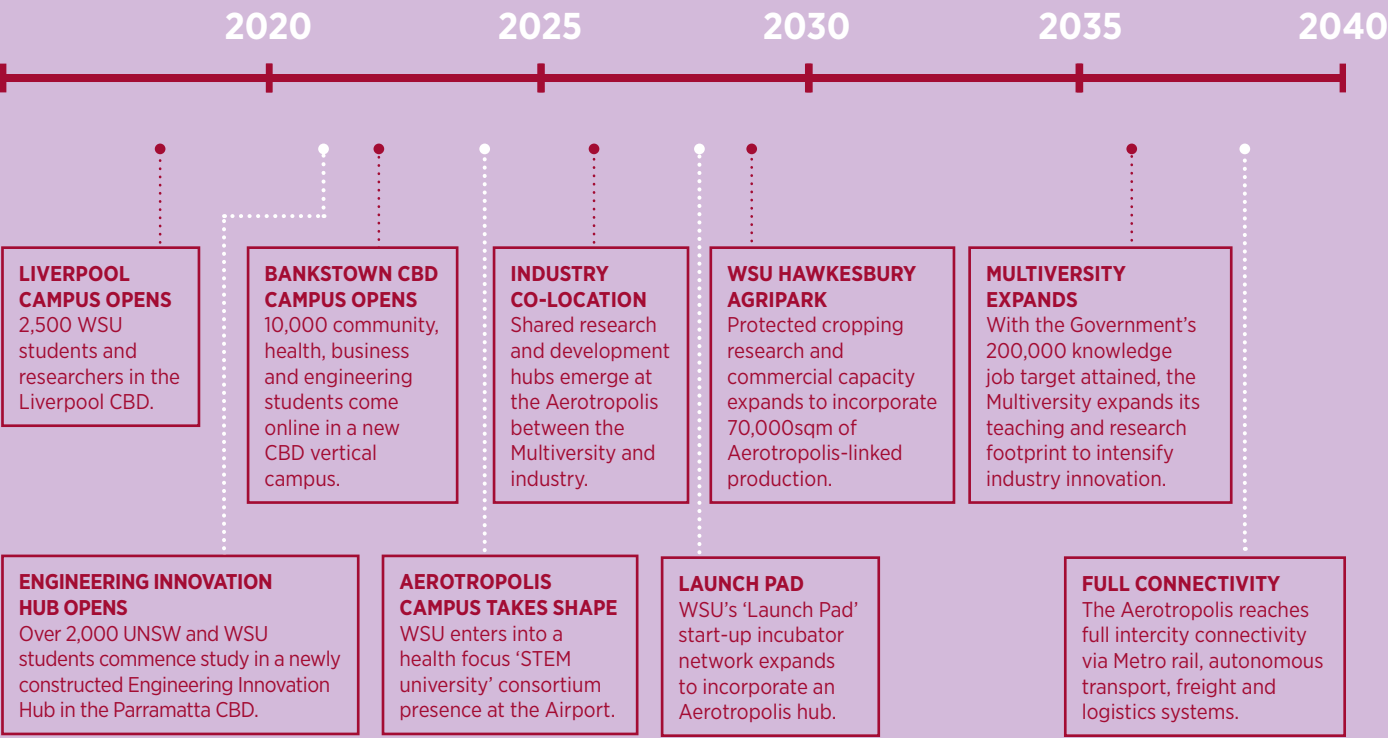 2020
2025
2030
2035
2040
LIVERPOOL
CAMPUS OPENS
2,500 WSU
students and
researchers in the
Liverpool CBD.
BANKSTOWN CBD
CAMPUS OPENS
10,000 community,
health, business
and engineering
students come
online in a new
CBD vertical
campus.
INDUSTRY
CO-LOCATION
Shared research
and development
hubs emerge at
the Aerotropolis
between the
Multiversity and
industry.
WSU HAWKESBURY
AGRIPARK
Protected cropping
research and
commercial capacity
expands to incorporate
70,000sqm of
Aerotropolis-linked
production.
MULTIVERSITY
EXPANDS
With the Government’s
200,000 knowledge
job target attained, the
Multiversity expands its
teaching and research
footprint to intensify
industry innovation.
ENGINEERING INNOVATION
HUB OPENS
Over 2,000 UNSW and WSU
students commence study in a newly
constructed Engineering Innovation
Hub in the Parramatta CBD.
AEROTROPOLIS
CAMPUS TAKES SHAPE
WSU enters into a
health focus ‘STEM
university’ consortium
presence at the Airport.
LAUNCH PAD
WSU’s ‘Launch Pad’
start-up incubator
network expands
to incorporate an
Aerotropolis hub.
FULL CONNECTIVITY
The Aerotropolis reaches
full intercity connectivity
via Metro rail, autonomous
transport, freight and
logistics systems.